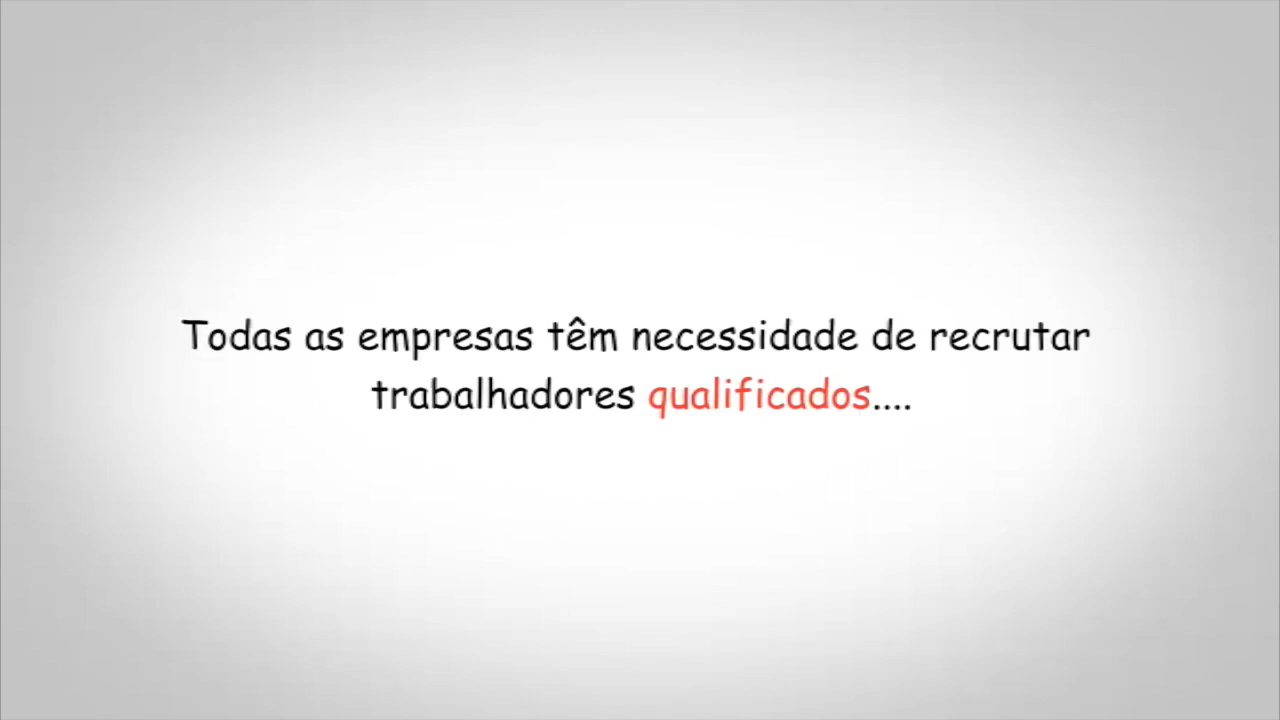 Todas as empresas têm necessidade de recrutar
trabalhadores qualificados....